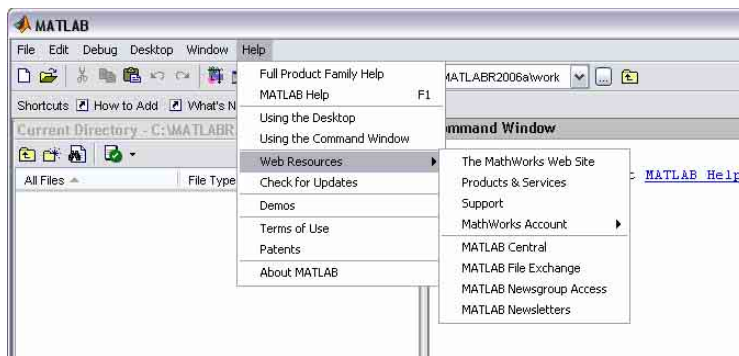 MATLAB
File Edit Debug Desktop Window Help
MATLABR2006a\work
Shortcuts How to Add What's N
Current Directory - C:\MATLABR
All Files File Type
Full Product Family Help
MATLAB Help F1
Using the Desktop
Using the Command Window
Web Resources
Check for Updates
Demos
Terms of Use
Patents
About MATLAB
mmand Window
MATLAB Help
The MathWorks Web Site
Products & Services
Support
MathWorks Account
MATLAB Central
MATLAB File Exchange
MATLAB Newsgroup Access
MATLAB Newsletters